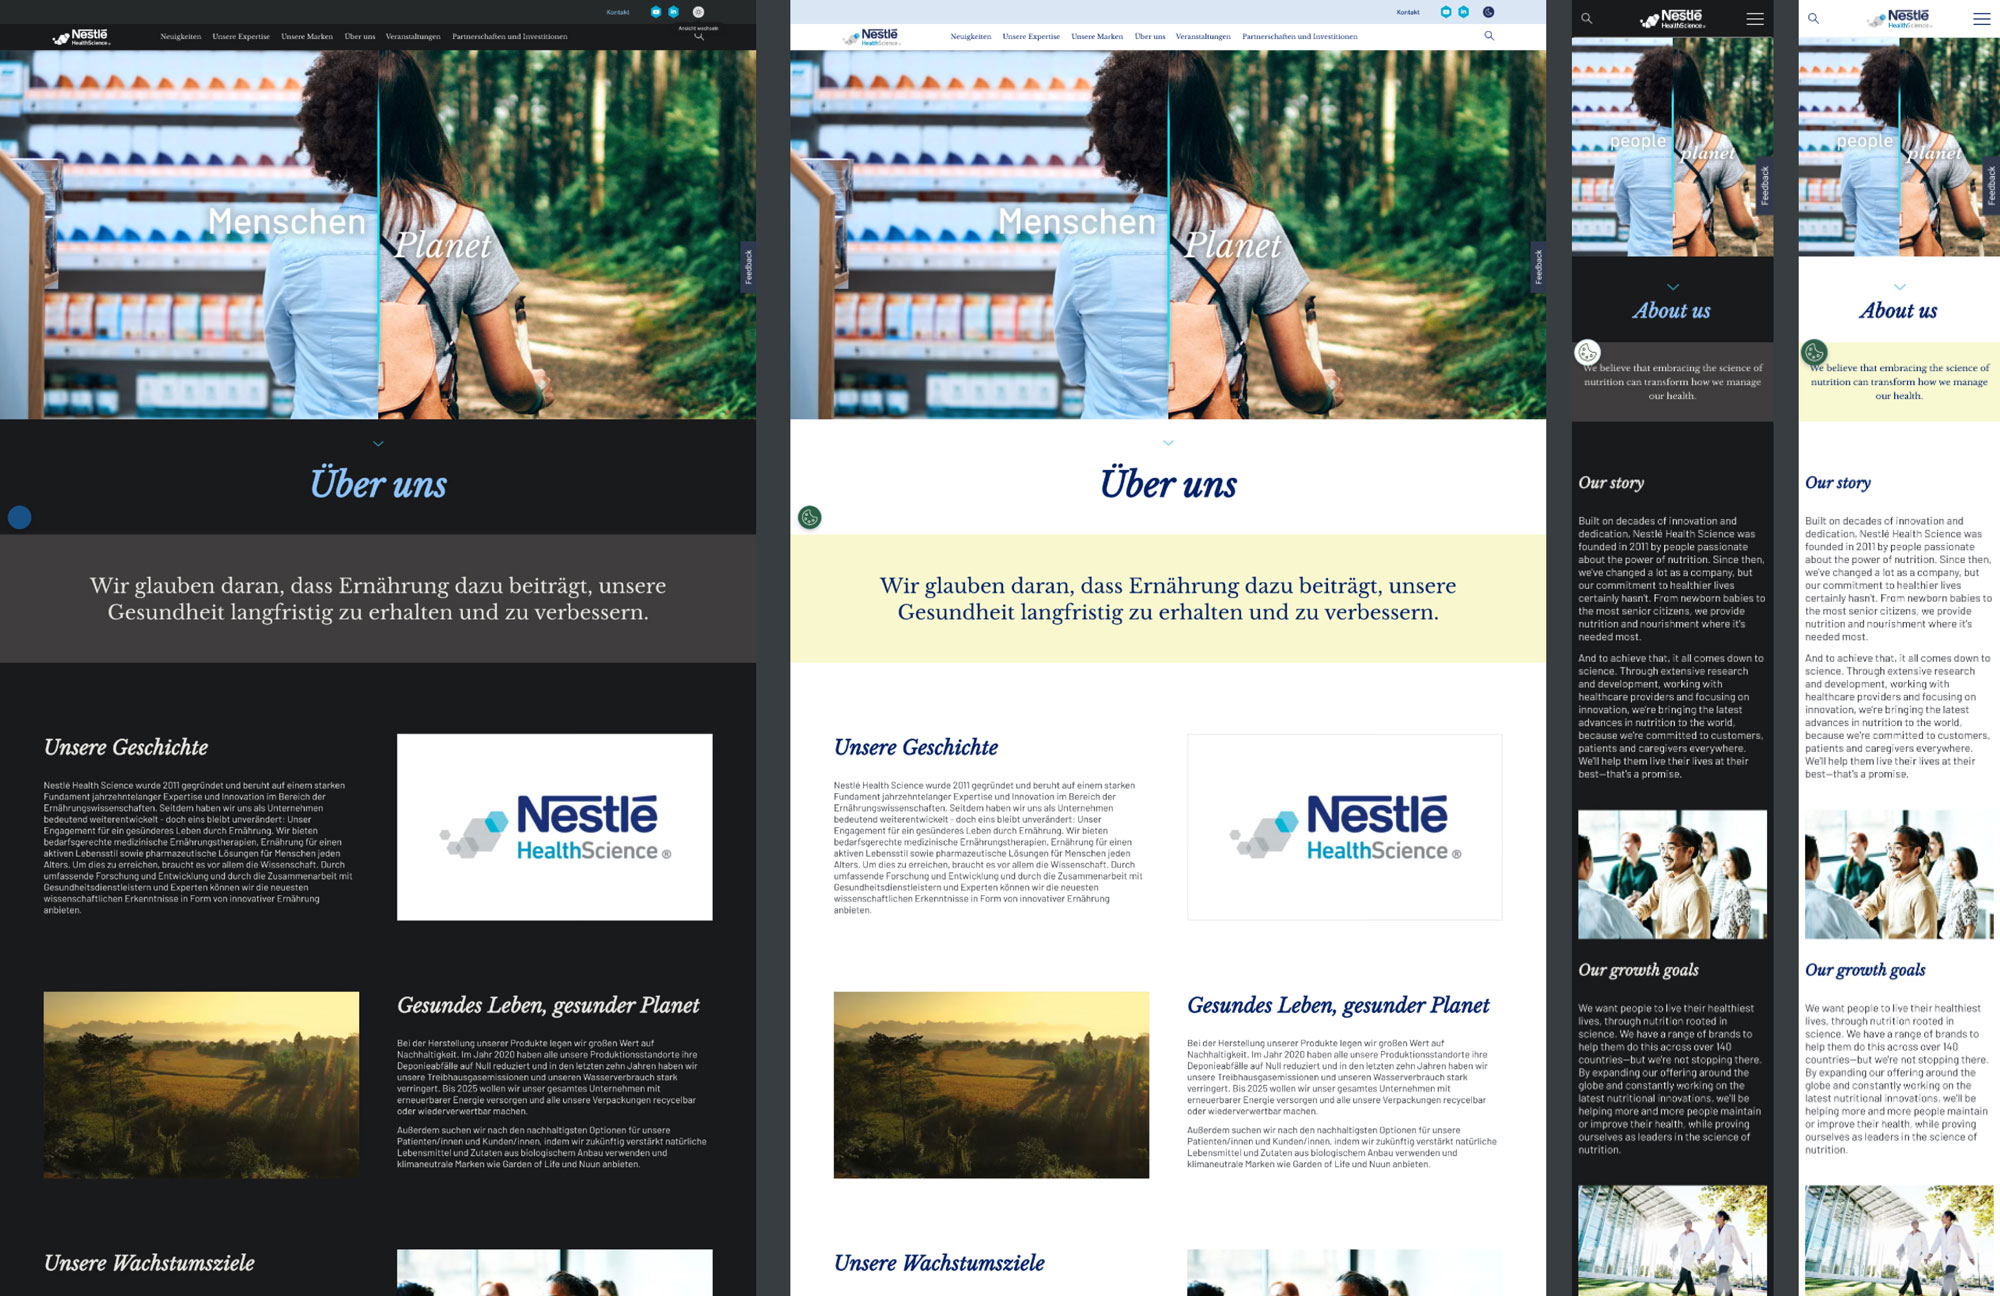 Kontakt
Ansicht wechseln
Nestlé
HealthScience
Neuigkeiten Unsere Expertise Unsere Marken Über uns Veranstaltungen Partnerschaften und Investitionen
Menschen
Planet
Feedback
Über uns
Wir glauben daran, dass Ernährung dazu beiträgt, unsere
Gesundheit langfristig zu erhalten und zu verbessern.
Unsere Geschichte
Nestlé Health Science wurde 2011 gegründet und beruht auf einem starken
Fundament jahrzehntelanger Expertise und Innovation im Bereich der
Ernährungswissenschaften. Seitdem haben wir uns als Unternehmen
bedeutend weiterentwickelt - doch eins bleibt unverändert: Unser
Engagement für ein gesünderes Leben durch Ernährung. Wir bieten
bedarfsgerechte medizinische Ernährungstherapien, Ernährung für einen
aktiven Lebensstil sowie pharmazeutische Lösungen für Menschen jeden
Alters. Um dies zu erreichen, braucht es vor allem die Wissenschaft. Durch
umfassende Forschung und Entwicklung und durch die Zusammenarbeit mit
Gesundheitsdienstleistern und Experten können wir die neuesten
wissenschaftlichen Erkenntnisse in Form von innovativer Ernährung
anbieten.
Nestlé
HealthScience ®
Gesundes Leben, gesunder Planet
Bei der Herstellung unserer Produkte legen wir großen Wert auf
Nachhaltigkeit. Im Jahr 2020 haben alle unsere Produktionsstandorte ihre
Deponieabfälle auf Null reduziert und in den letzten zehn Jahren haben wir
unsere Treibhausgasemissionen und unseren Wasserverbrauch stark
verringert. Bis 2025 wollen wir unser gesamtes Unternehmen mit
erneuerbarer Energie versorgen und alle unsere Verpackungen recycelbar
oder wiederverwertbar machen.
Außerdem suchen wir nach den nachhaltigsten Optionen für unsere
Patienten/innen und Kunden/innen, indem wir zukünftig verstärkt natürliche
Lebensmittel und Zutaten aus biologischem Anbau verwenden und
klimaneutrale Marken wie Garden of Life und Nuun anbieten.
Unsere Wachstumsziele
Kontakt
Nestlé
HealthScience
Neuigkeiten Unsere Expertise Unsere Marken Über uns Veranstaltungen Partnerschaften und Investitionen
Menschen
Planet
Feedback
Über uns
Wir glauben daran, dass Ernährung dazu beiträgt, unsere
Gesundheit langfristig zu erhalten und zu verbessern.
Unsere Geschichte
Nestlé Health Science wurde 2011 gegründet und beruht auf einem starken
Fundament jahrzehntelanger Expertise und Innovation im Bereich der
Ernährungswissenschaften. Seitdem haben wir uns als Unternehmen
bedeutend weiterentwickelt - doch eins bleibt unverändert: Unser
Engagement für ein gesünderes Leben durch Ernährung. Wir bieten
bedarfsgerechte medizinische Ernährungstherapien, Ernährung für einen
aktiven Lebensstil sowie pharmazeutische Lösungen für Menschen jeden
Alters. Um dies zu erreichen, braucht es vor allem die Wissenschaft. Durch
umfassende Forschung und Entwicklung und durch die Zusammenarbeit mit
Gesundheitsdienstleistern und Experten können wir die neuesten
wissenschaftlichen Erkenntnisse in Form von innovativer Ernährung
anbieten.
Nestlé
HealthScience ®
Gesundes Leben, gesunder Planet
Bei der Herstellung unserer Produkte legen wir großen Wert auf
Nachhaltigkeit. Im Jahr 2020 haben alle unsere Produktionsstandorte ihre
Deponieabfälle auf Null reduziert und in den letzten zehn Jahren haben wir
unsere Treibhausgasemissionen und unseren Wasserverbrauch stark
verringert. Bis 2025 wollen wir unser gesamtes Unternehmen mit
erneuerbarer Energie versorgen und alle unsere Verpackungen recycelbar
oder wiederverwertbar machen.
Außerdem suchen wir nach den nachhaltigsten Optionen für unsere
Patienten/innen und Kunden/innen, indem wir zukünftig verstärkt natürliche
Lebensmittel und Zutaten aus biologischem Anbau verwenden und
klimaneutrale Marken wie Garden of Life und Nuun anbieten.
Unsere Wachstumsziele
Nestlé
HealthScience
people
planet
Feedback
About us
We believe that embracing the science of
nutrition can transform how we manage
our health.
Our story
Built on decades of innovation and
dedication, Nestlé Health Science was
founded in 2011 by people passionate
about the power of nutrition. Since then,
we've changed a lot as a company, but
our commitment to healthier lives
certainly hasn't. From newborn babies to
the most senior citizens, we provide
nutrition and nourishment where it's
needed most.
And to achieve that, it all comes down to
science. Through extensive research
and development, working with
healthcare providers and focusing on
innovation, we're bringing the latest
advances in nutrition to the world,
because we're committed to customers,
patients and caregivers everywhere.
We'll help them live their lives at their
best—that's a promise.
Our growth goals
We want people to live their healthiest
lives, through nutrition rooted in
science. We have a range of brands to
help them do this across over 140
countries—but we're not stopping there.
By expanding our offering around the
globe and constantly working on the
latest nutritional innovations, we'll be
helping more and more people maintain
or improve their health, while proving
ourselves as leaders in the science of
nutrition.
Nestlé
HealthScience
people
planet
Feedback
About us
We believe that embracing the science of
nutrition can transform how we manage
our health.
Our story
Built on decades of innovation and
dedication, Nestlé Health Science was
founded in 2011 by people passionate
about the power of nutrition. Since then,
we've changed a lot as a company, but
our commitment to healthier lives
certainly hasn't. From newborn babies to
the most senior citizens, we provide
nutrition and nourishment where it's
needed most.
And to achieve that, it all comes down to
science. Through extensive research
and development, working with
healthcare providers and focusing on
innovation, we're bringing the latest
advances in nutrition to the world,
because we're committed to customers,
patients and caregivers everywhere.
We'll help them live their lives at their
best—that's a promise.
Our growth goals
We want people to live their healthiest
lives, through nutrition rooted in
science. We have a range of brands to
help them do this across over 140
countries—but we're not stopping there.
By expanding our offering around the
globe and constantly working on the
latest nutritional innovations, we'll be
helping more and more people maintain
or improve their health, while proving
ourselves as leaders in the science of
nutrition.